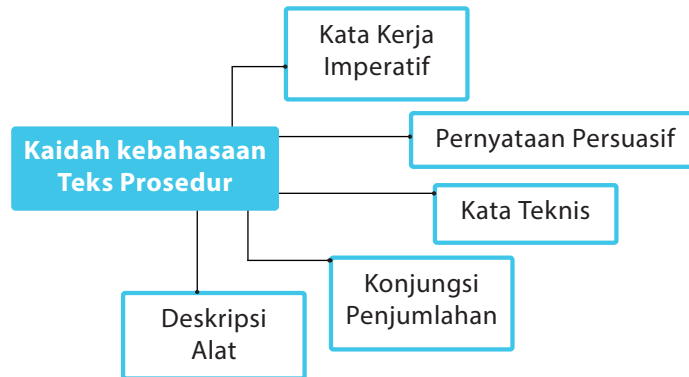 Kata Kerja
Imperatif
Kaidah kebahasaan
Teks Prosedur
Pernyataan Persuasif
Kata Teknis
Konjungsi
Penjumlahan
Deskripsi
Alat